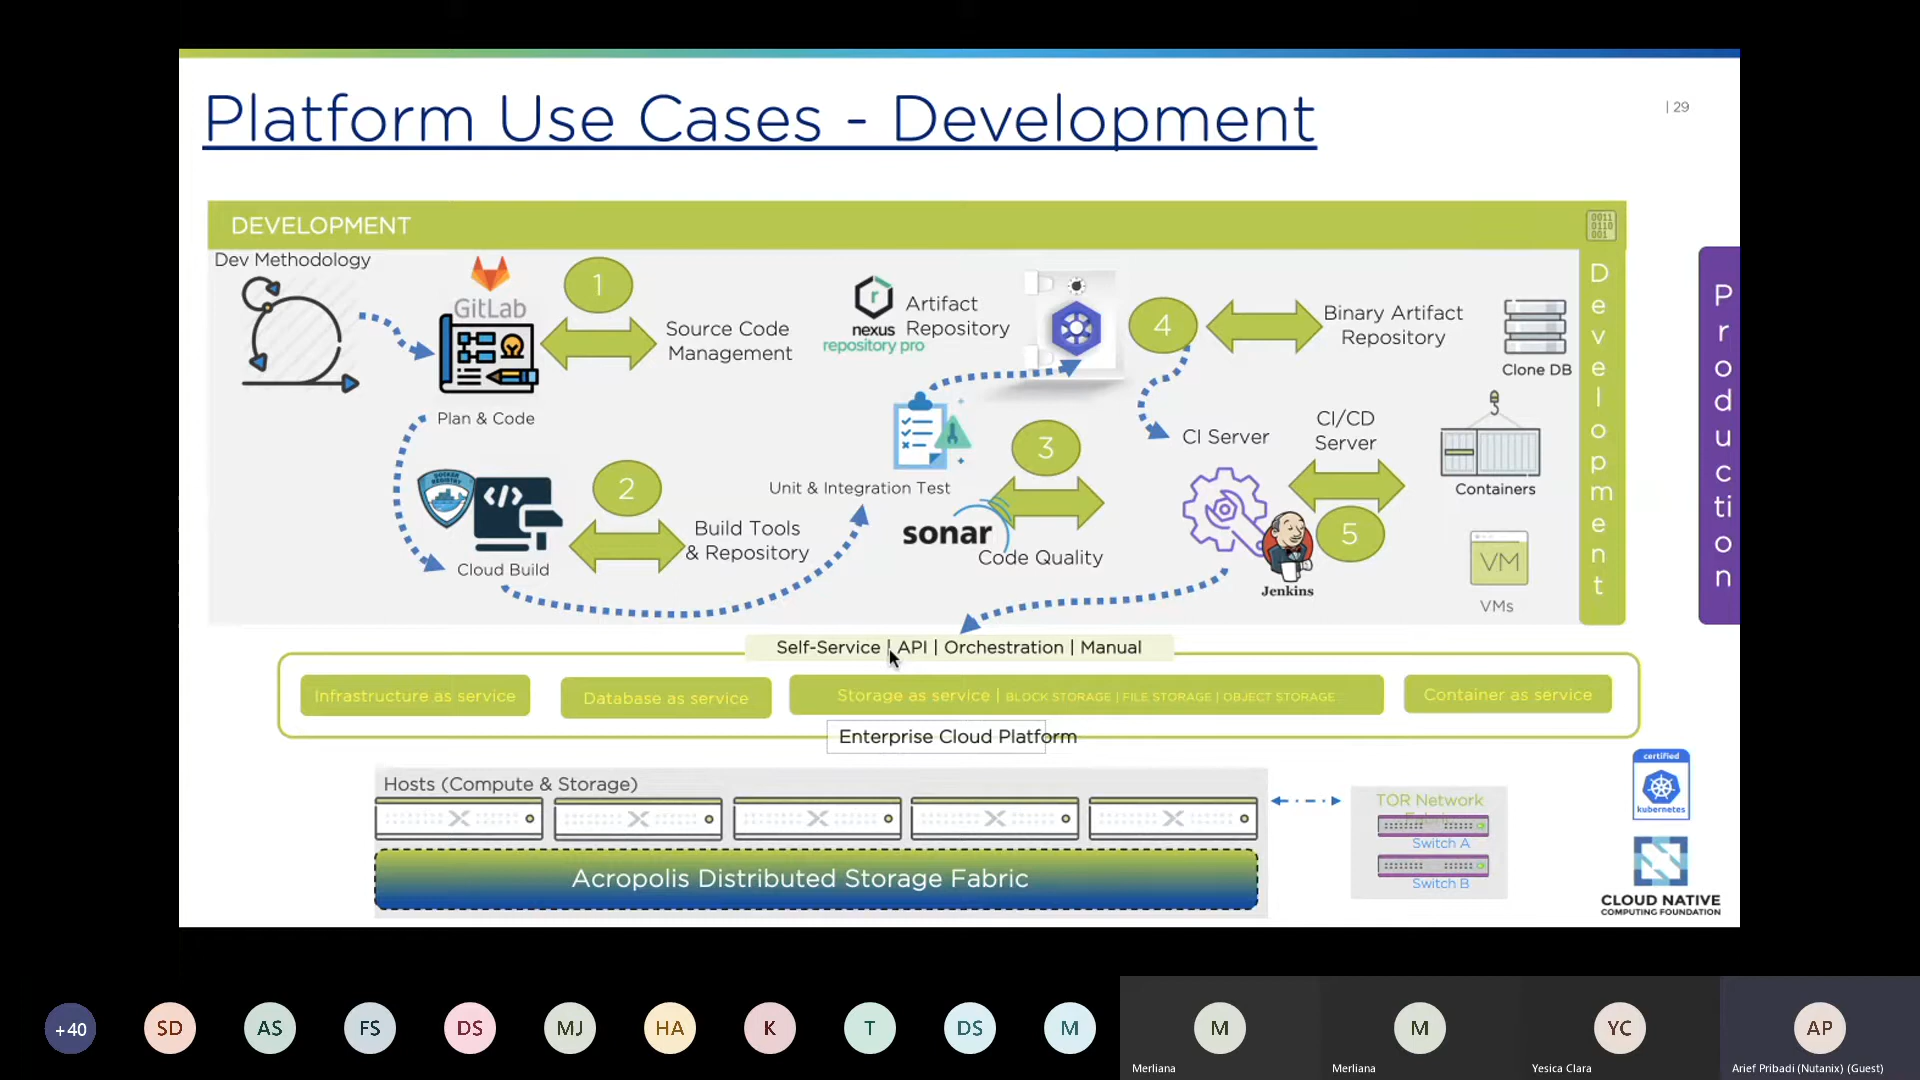 Platform Use Cases - Development
| 29
DEVELOPMENT
0011
0110
001
Dev Methodology
GitLab
Plan & Code
1
Source Code
Management
nexus
repository pro
Artifact
Repository
4
Binary Artifact
Repository
Clone DB
DOCKER
REGISTRY
Cloud Build
2
Build Tools
& Repository
Unit & Integration Test
3
sonar
Code Quality
CI Server
CI/CD
Server
Jenkins
5
Containers
VM
VMs
Development
Production
Self-Service | API | Orchestration | Manual
Infrastructure as service
Database as service
Storage as service | BLOCK STORAGE | FILE STORAGE | OBJECT STORAGE
Container as service
Enterprise Cloud Platform
Hosts (Compute & Storage)
Acropolis Distributed Storage Fabric
TOR Network
Switch A
Switch B
certified
kubernetes
CLOUD NATIVE
COMPUTING FOUNDATION
+40
SD
AS
FS
DS
MJ
HA
K
T
DS
M
M
Merliana
M
Merliana
YC
Yesica Clara
AP
Arief Pribadi (Nutanix) (Guest)